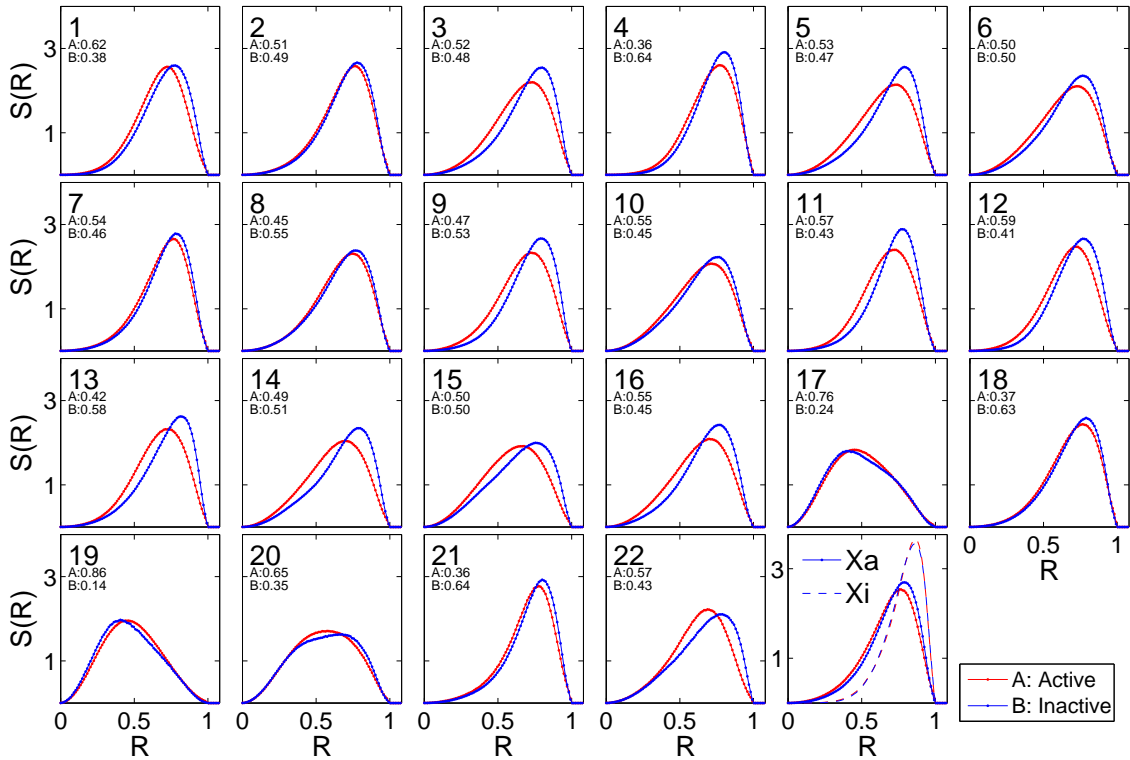 1
A:0.62
B:0.38
2
A:0.51
B:0.49
3
A:0.52
B:0.48
4
A:0.36
B:0.64
5
A:0.53
B:0.47
6
A:0.50
B:0.50
S(R)
3
1
7
A:0.54
B:0.46
8
A:0.45
B:0.55
9
A:0.47
B:0.53
10
A:0.55
B:0.45
11
A:0.57
B:0.43
12
A:0.59
B:0.41
S(R)
3
1
13
A:0.42
B:0.58
14
A:0.49
B:0.51
15
A:0.50
B:0.50
16
A:0.55
B:0.45
17
A:0.76
B:0.24
18
A:0.37
B:0.63
S(R)
3
1
0 0.5 1
R
19
A:0.86
B:0.14
20
A:0.65
B:0.35
21
A:0.36
B:0.64
22
A:0.57
B:0.43
Xa
Xi
S(R)
3
1
3
1
A: Active
B: Inactive
0 0.5 1
R
0 0.5 1
R
0 0.5 1
R
0 0.5 1
R
0 0.5 1
R